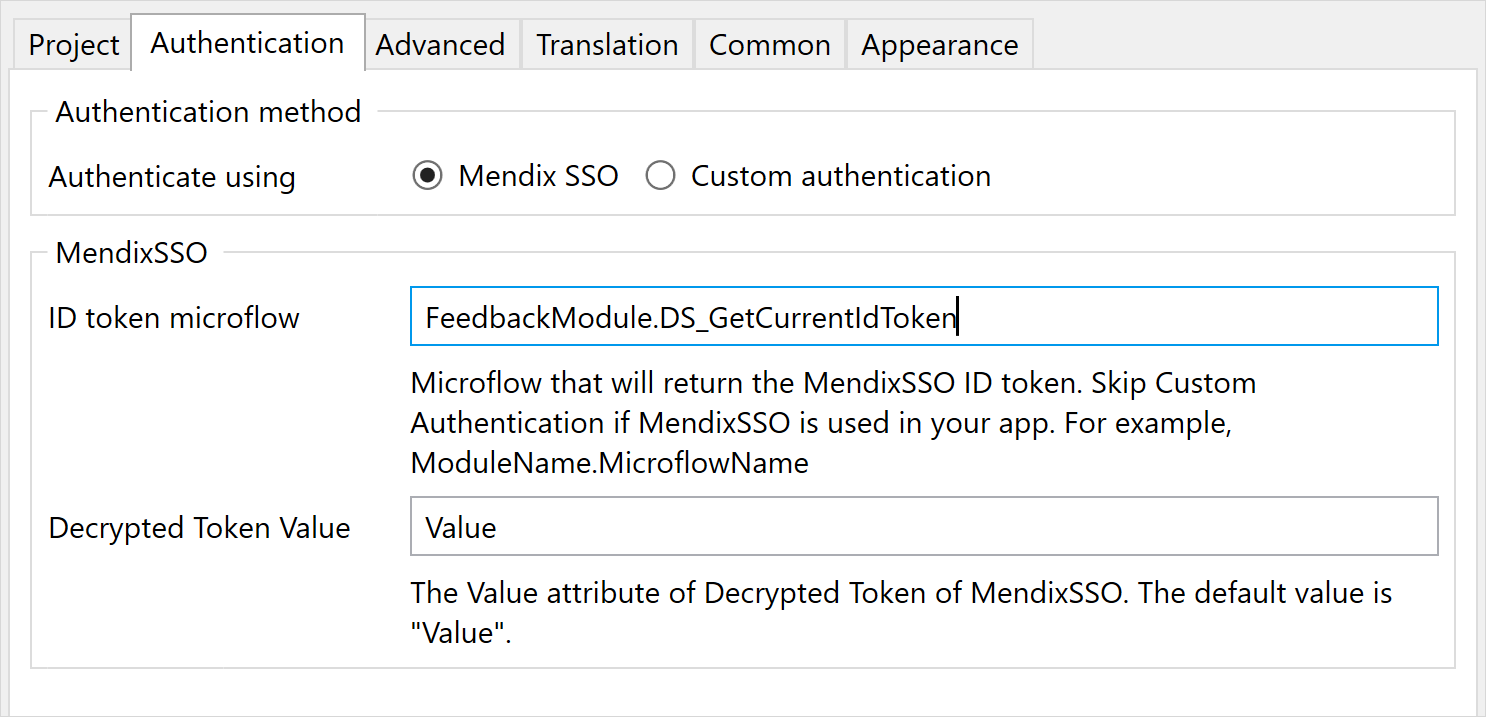 Project Authentication Advanced Translation Common Appearance
Authentication method
Authenticate using Mendix SSO Custom authentication
MendixSSO
ID token microflow FeedbackModule.DS_GetCurrentIdToken
Microflow that will return the MendixSSO ID token. Skip Custom
Authentication if MendixSSO is used in your app. For example,
ModuleName.MicroflowName
Decrypted Token Value Value
The Value attribute of Decrypted Token of MendixSSO. The default value is
"Value".